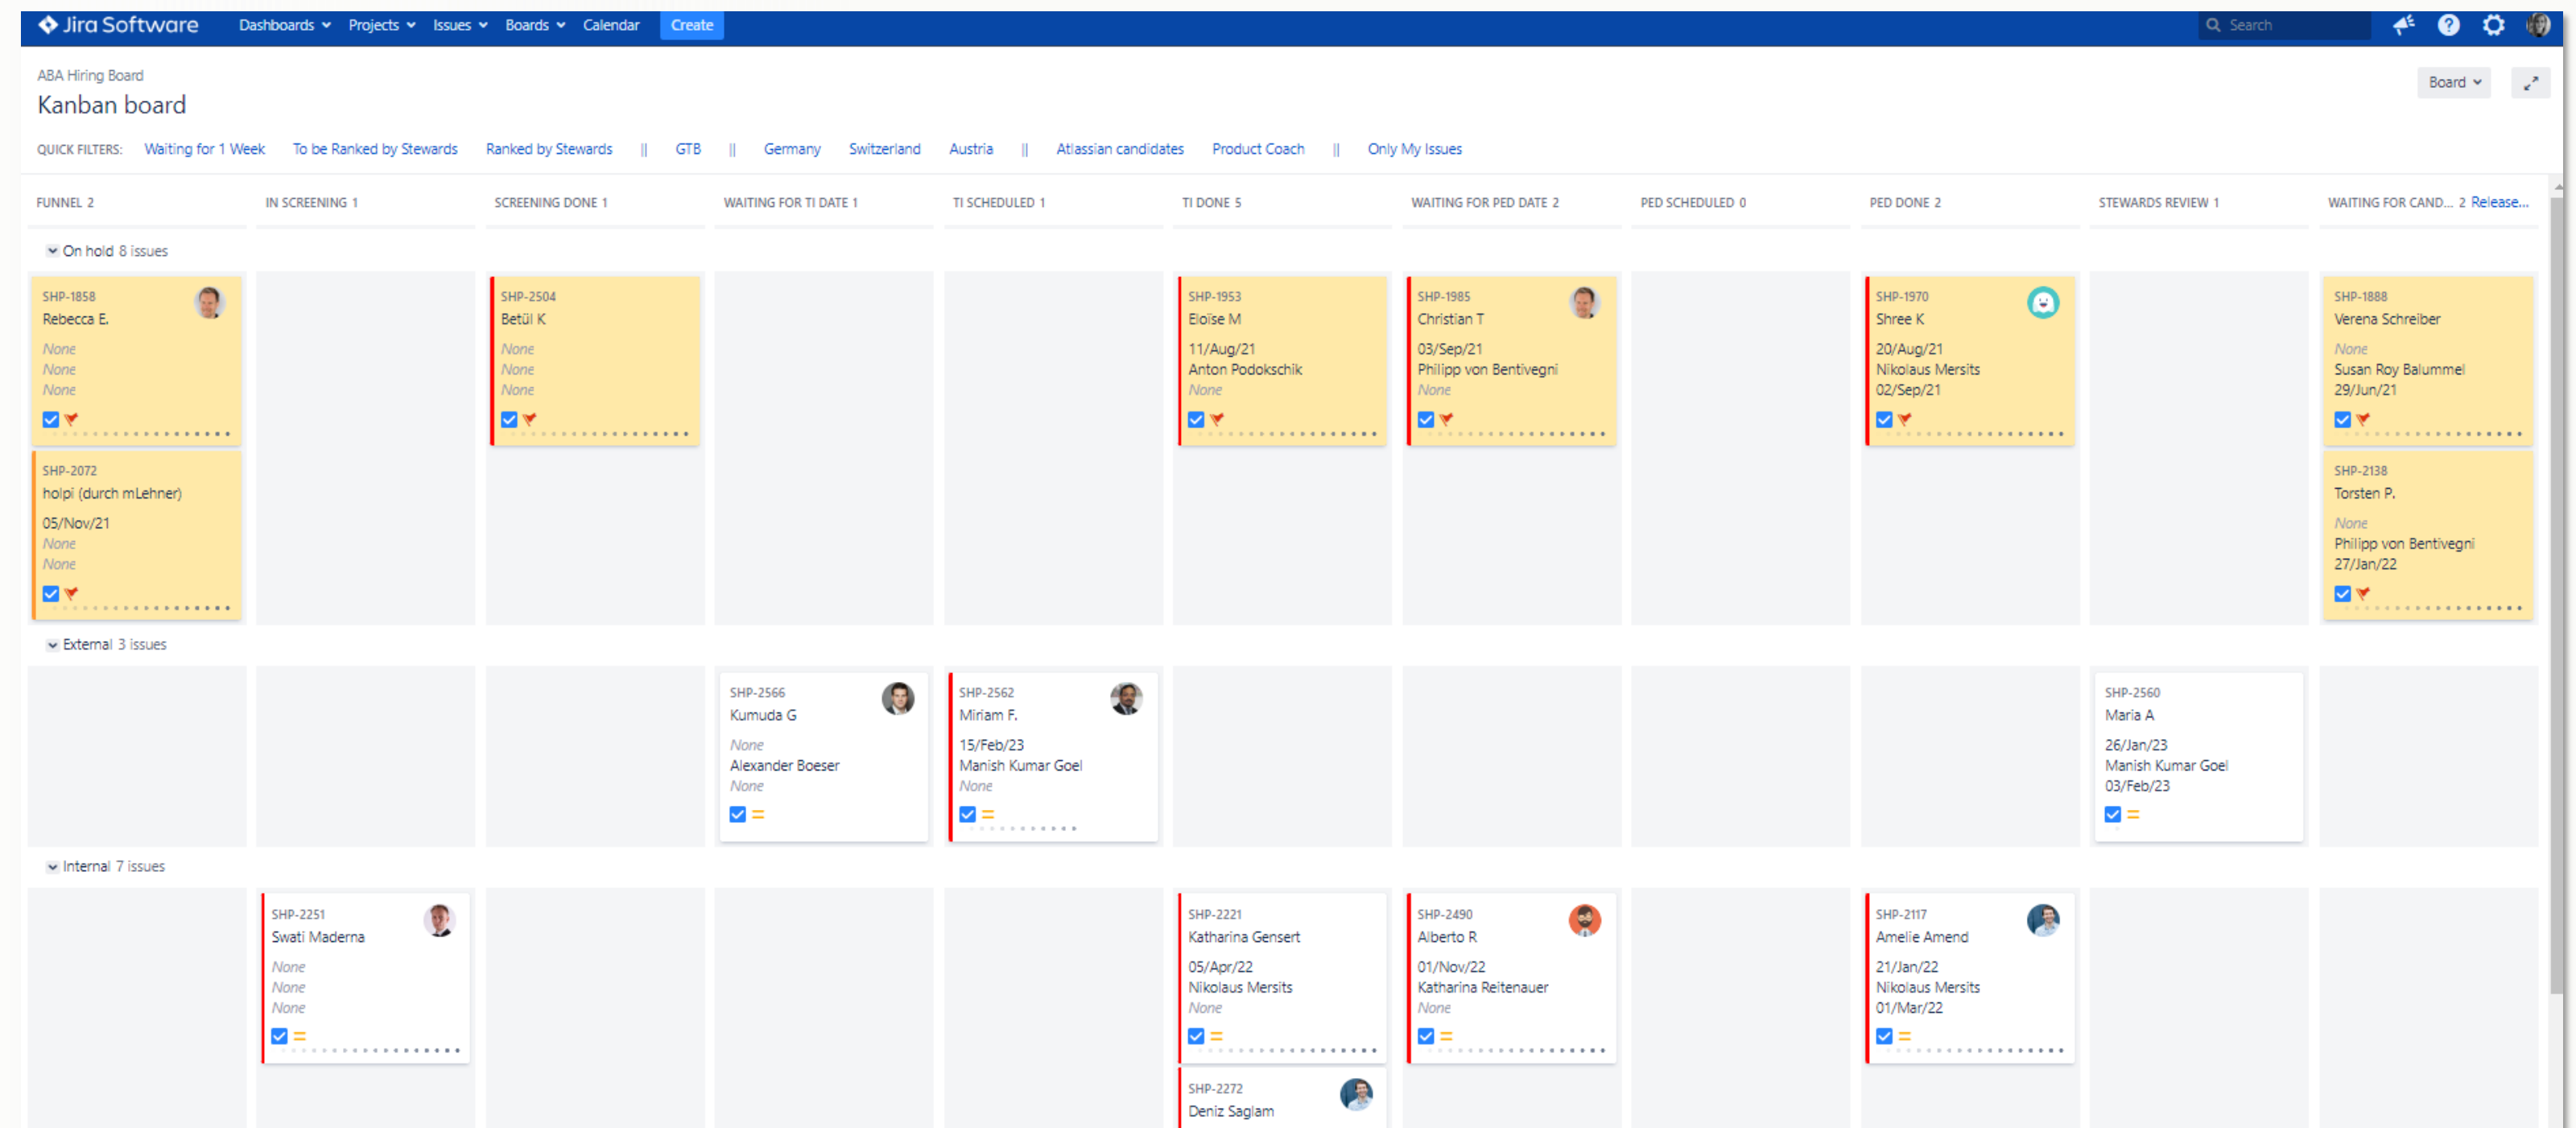 Jira Software Dashboards Projects Issues Boards Calendar Create Search
ABA Hiring Board
Board
Kanban board
QUICK FILTERS: Waiting for 1 Week To be Ranked by Stewards Ranked by Stewards || GTB || Germany Switzerland Austria || Atlassian candidates Product Coach || Only My Issues
FUNNEL 2 IN SCREENING 1 SCREENING DONE 1 WAITING FOR TI DATE 1 TI SCHEDULED 1 TI DONE 5 WAITING FOR PED DATE 2 PED SCHEDULED 0 PED DONE 2 STEWARDS REVIEW 1 WAITING FOR CAND... 2 Release...
On hold 8 issues
SHP-1858
Rebecca E.
None
None
None
SHP-2072
holpi (durch mLehner)
05/Nov/21
None
None
SHP-2504
Betül K
None
None
None
SHP-1953
Eloïse M
11/Aug/21
Anton Podokschik
None
SHP-1985
Christian T
03/Sep/21
Philipp von Bentivegni
None
SHP-1970
Shree K
20/Aug/21
Nikolaus Mersits
02/Sep/21
SHP-1888
Verena Schreiber
None
Susan Roy Balummel
29/Jun/21
SHP-2138
Torsten P.
None
Philipp von Bentivegni
27/Jan/22
External 3 issues
SHP-2566
Kumuda G
None
Alexander Boeser
None
SHP-2562
Miriam F.
15/Feb/23
Manish Kumar Goel
None
SHP-2560
Maria A
26/Jan/23
Manish Kumar Goel
03/Feb/23
Internal 7 issues
SHP-2251
Swati Maderna
None
None
None
SHP-2221
Katharina Gensert
05/Apr/22
Nikolaus Mersits
None
SHP-2272
Deniz Saglam
SHP-2490
Alberto R
01/Nov/22
Katharina Reitenauer
None
SHP-2117
Amelie Amend
21/Jan/22
Nikolaus Mersits
01/Mar/22